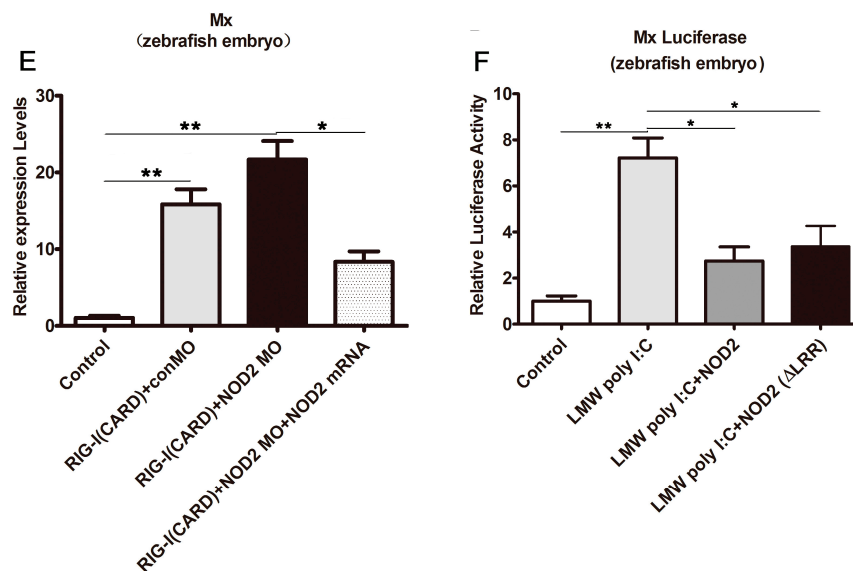 Mx
(zebrafish embryo)
E
Relative expression Levels
30
20
10
0
**
**
*
Control
RIG-I(CARD)+conMO
RIG-I(CARD)+NOD2 MO
RIG-I(CARD)+NOD2 MO+NOD2 mRNA
Mx Luciferase
(zebrafish embryo)
F
Relative Luciferase Activity
10
8
6
4
2
0
*
**
*
Control
LMW poly I:C
LMW poly I:C+NOD2
LMW poly I:C+NOD2 (ΔLRR)